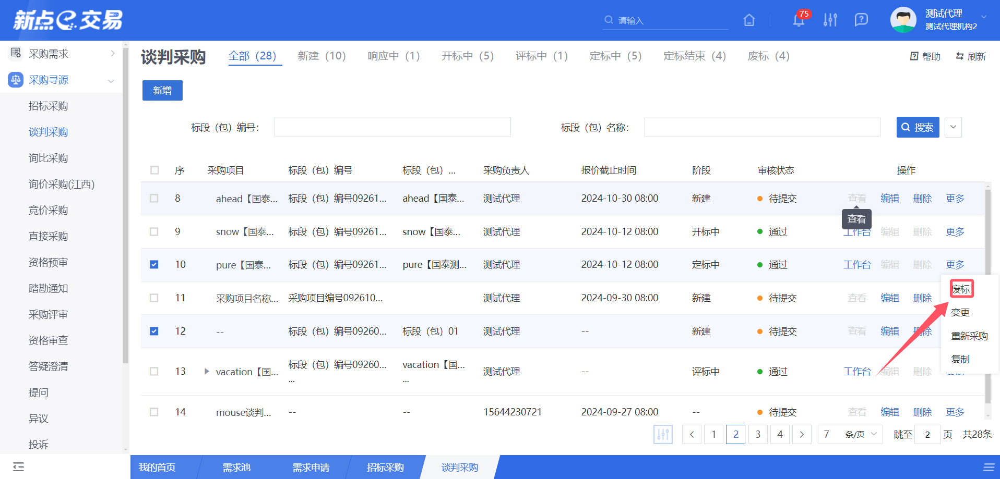 新点e交易
请输入
75
测试代理
测试代理机构2
采购需求
采购寻源
招标采购
谈判采购
询比采购
询价采购(江西)
竞价采购
直接采购
资格预审
踏勘通知
采购评审
资格审查
答疑澄清
提问
异议
投诉
谈判采购 全部（28） 新建（10） 响应中（1） 开标中（5） 评标中（1） 定标中（5） 定标结束（4） 废标（4） 帮助 刷新
新增
标段（包）编号： 标段（包）名称： 搜索
序 采购项目 标段（包）编号 标段（包）... 采购负责人 报价截止时间 阶段 审核状态 操作
8 ahead【国泰... 标段（包）编号09261... ahead【国泰... 测试代理 2024-10-30 08:00 新建 待提交 查看 编辑 删除 更多
查看
9 snow【国泰... 标段（包）编号09261... snow【国泰... 测试代理 2024-10-12 08:00 开标中 通过 工作台 编辑 删除 更多
10 pure【国泰... 标段（包）编号09261... pure【国泰测... 测试代理 2024-10-12 08:00 定标中 通过 工作台 编辑 删除 更多
废标
变更
重新采购
复制
11 采购项目名称... 采购项目编号092610... 测试代理 2024-09-30 08:00 新建 待提交 查看 编辑 删除
12 -- 标段（包）编号09260... 标段（包）01 测试代理 -- 新建 待提交 查看 编辑 删除
13 vacation【国... 标段（包）编号09260... ... vacation【国... ... 测试代理 -- 评标中 通过 工作台 编辑 删除
14 mouse谈判... -- -- 15644230721 2024-09-27 08:00 -- 待提交 查看 编辑 删除 更多
1 2 3 4 7 条/页 跳至 2 页 共28条
我的首页 需求池 需求申请 招标采购 谈判采购